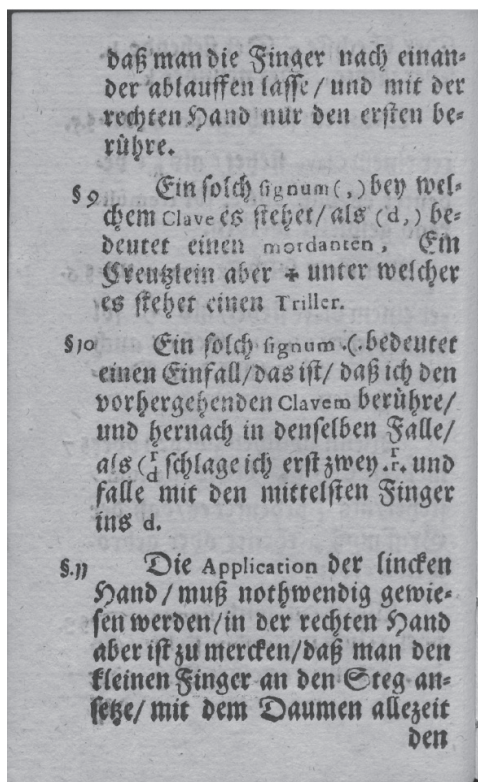 daß man die Finger nach einan-
der ablauffen lasse / und mit der
rechten Hand nur den ersten be-
rühre.
§ 9 Ein solch signum (,) bey wel-
chem Clave es stehet / als (d,) be-
deutet einen mordanten, Ein
Creutzlein aber ⁜ unter welcher
es stehet einen Triller.
§ 10 Ein solch signum .(. bedeutet
einen Einfall / das ist / daß ich den
vorhergehenden Clavem berühre /
und hernach in denselben Falle /
als (r/d schlage ich erst zwey .r/r. und
falle mit den mittelsten Finger
ins d.
§. 11 Die Application der lincken
Hand / muß nothwendig gewie-
sen werden / in der rechten Hand
aber ist zu mercken / daß man den
kleinen Finger an den Steg an-
setze / mit dem Daumen allezeit
den